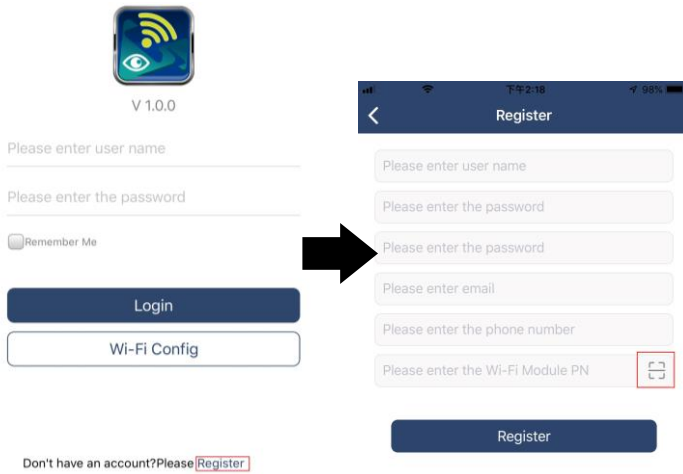 V 1.0.0
Please enter user name
Please enter the password
Remember Me
Login
Wi-Fi Config
Don't have an account?Please Register
下午2:18
98%
Register
Please enter user name
Please enter the password
Please enter the password
Please enter email
Please enter the phone number
Please enter the Wi-Fi Module PN
Register